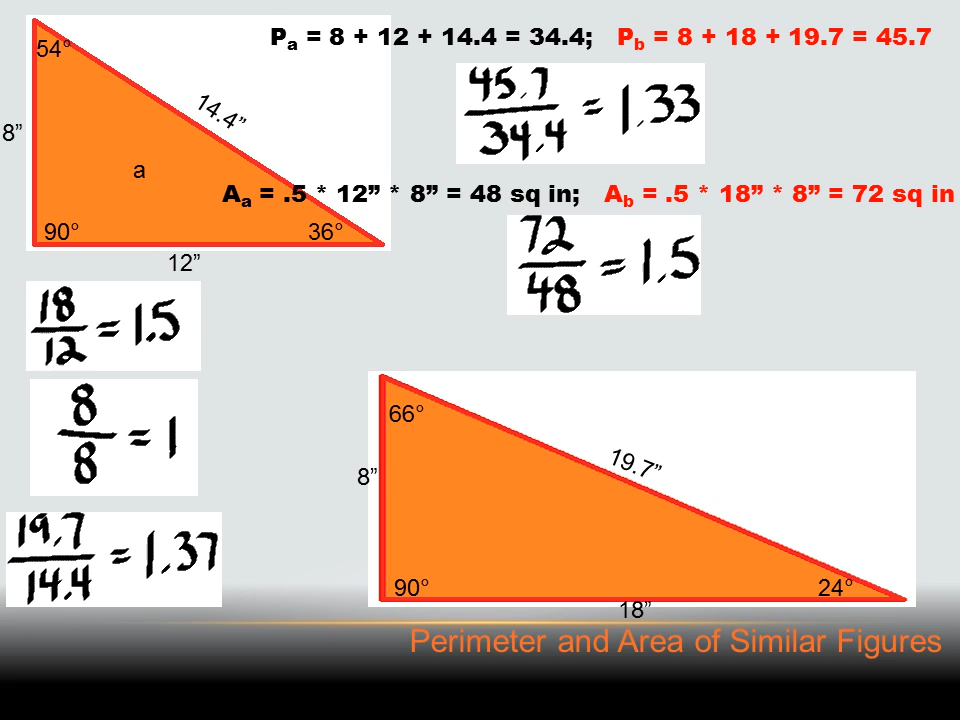 54°
8”
14.4”
a
90°
36°
12”
Pa = 8 + 12 + 14.4 = 34.4; Pb = 8 + 18 + 19.7 = 45.7
45.7/34.4 = 1.33
Aa = .5 * 12” * 8” = 48 sq in; Ab = .5 * 18” * 8” = 72 sq in
72/48 = 1.5
18/12 = 1.5
8/8 = 1
19.7/14.4 = 1.37
66°
8”
19.7”
90°
24°
18”
Perimeter and Area of Similar Figures